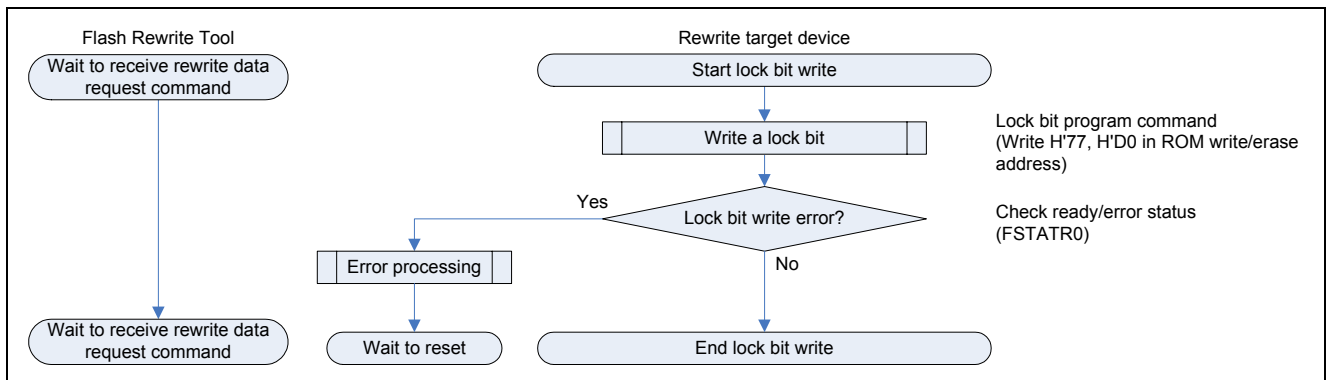 Flash Rewrite Tool
Wait to receive rewrite data
request command
Wait to receive rewrite data
request command
Rewrite target device
Start lock bit write
Write a lock bit
Lock bit program command
(Write H'77, H'D0 in ROM write/erase
address)
Lock bit write error?
Yes
No
Check ready/error status
(FSTATR0)
Error processing
Wait to reset
End lock bit write